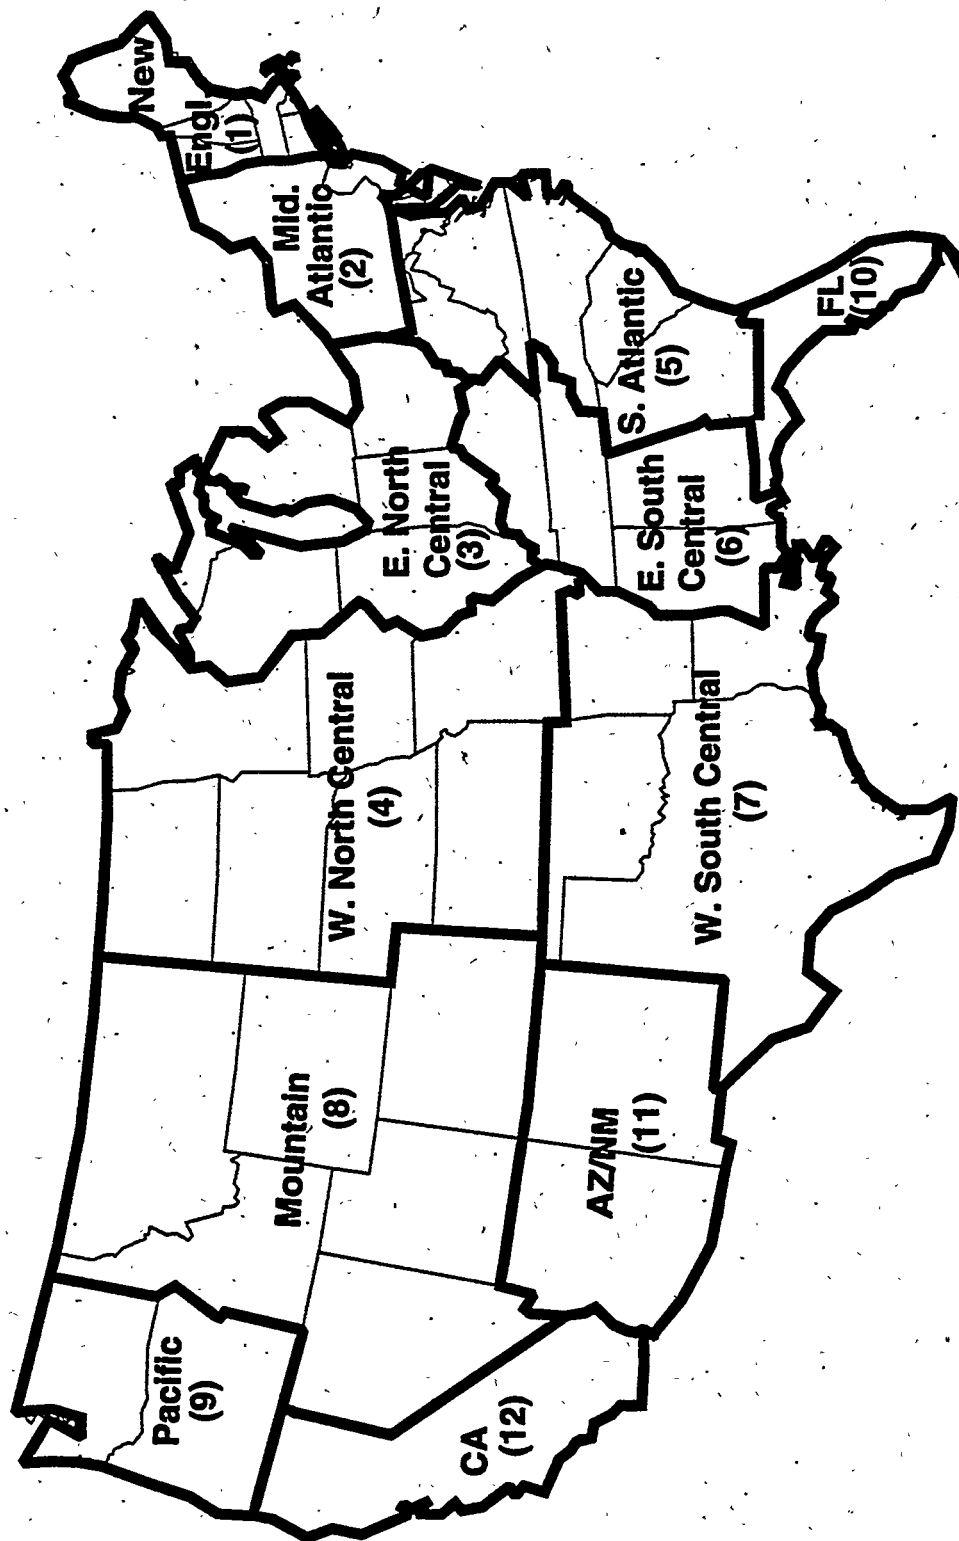 New
Engl.
(1)
Mid.
Atlantic
(2)
E. North
Central
(3)
W. North Central
(4)
S. Atlantic
(5)
E. South
Central
(6)
W. South Central
(7)
Mountain
(8)
Pacific
(9)
FL
(10)
AZ/NM
(11)
CA
(12)